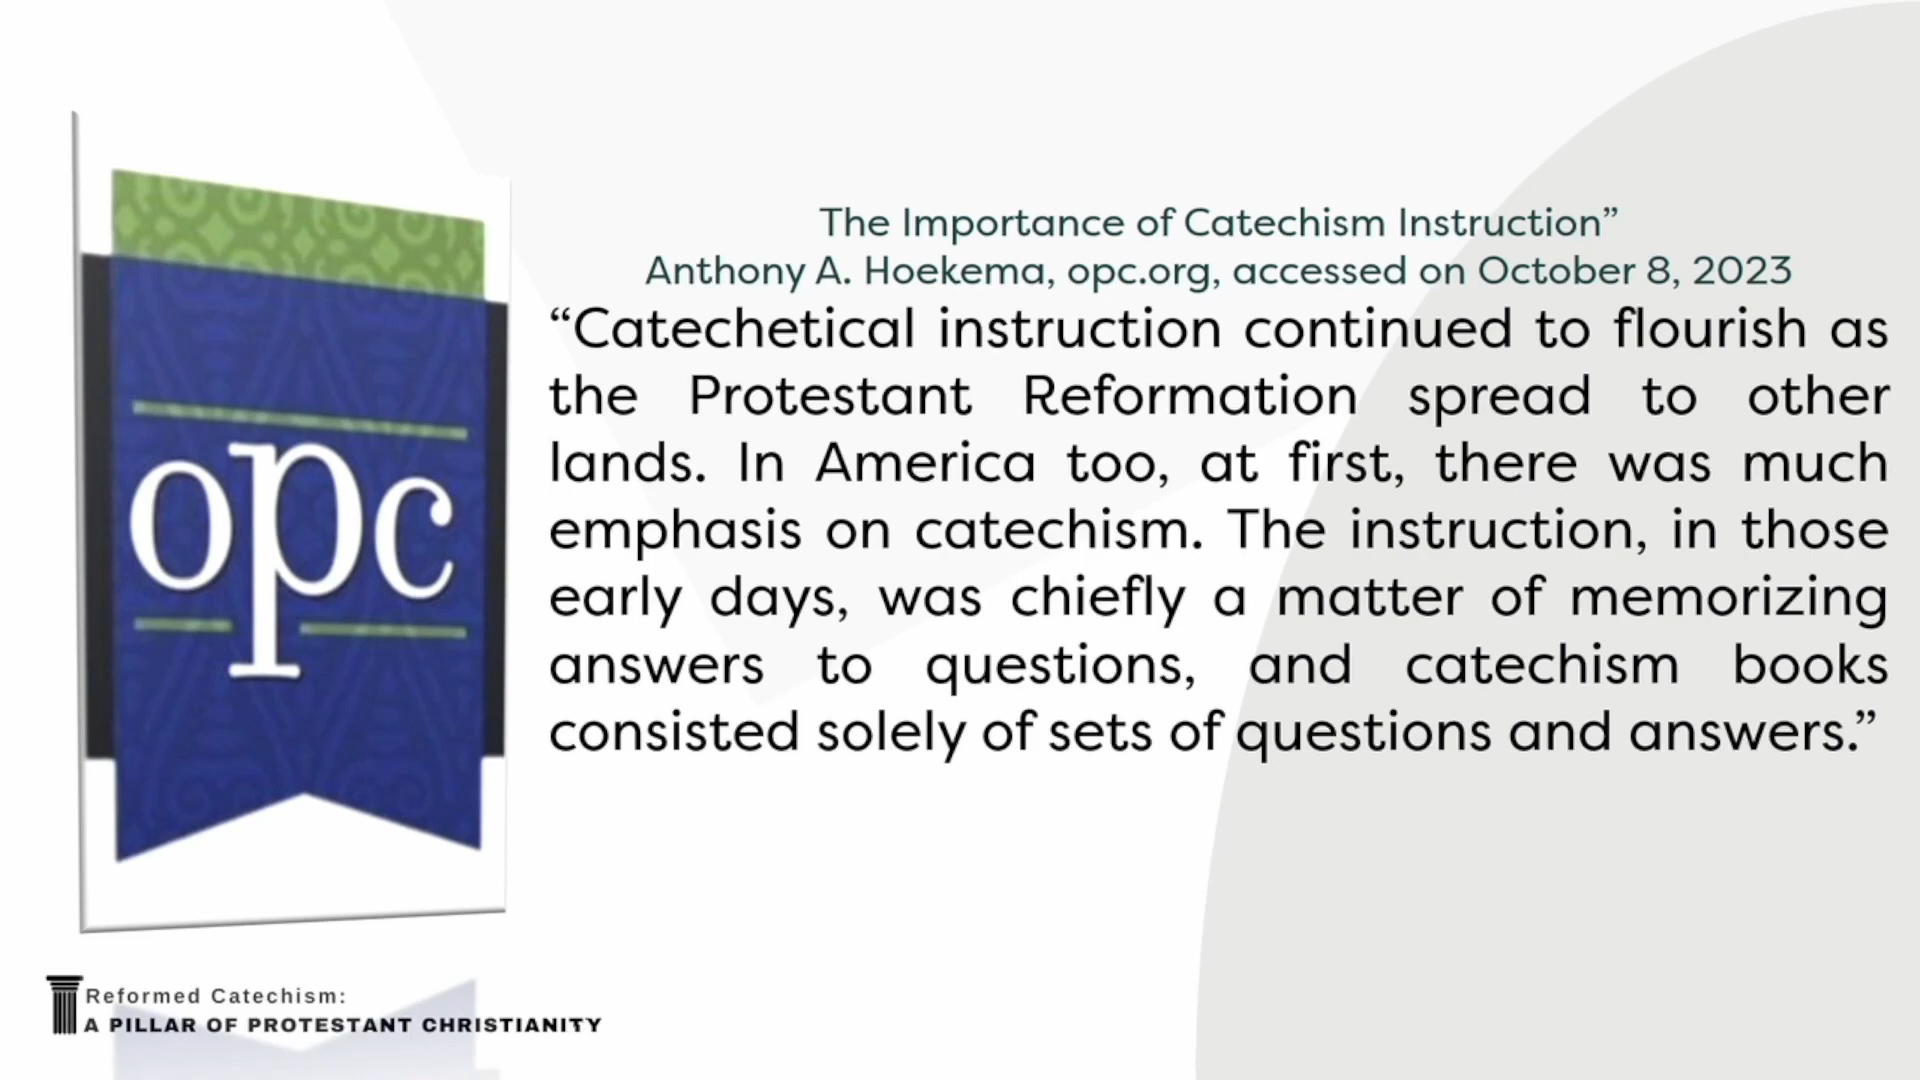 The Importance of Catechism Instruction”
Anthony A. Hoekema, opc.org, accessed on October 8, 2023
“Catechetical instruction continued to flourish as
the Protestant Reformation spread to other
lands. In America too, at first, there was much
emphasis on catechism. The instruction, in those
early days, was chiefly a matter of memorizing
answers to questions, and catechism books
consisted solely of sets of questions and answers.”
opc
Reformed Catechism:
A PILLAR OF PROTESTANT CHRISTIANITY